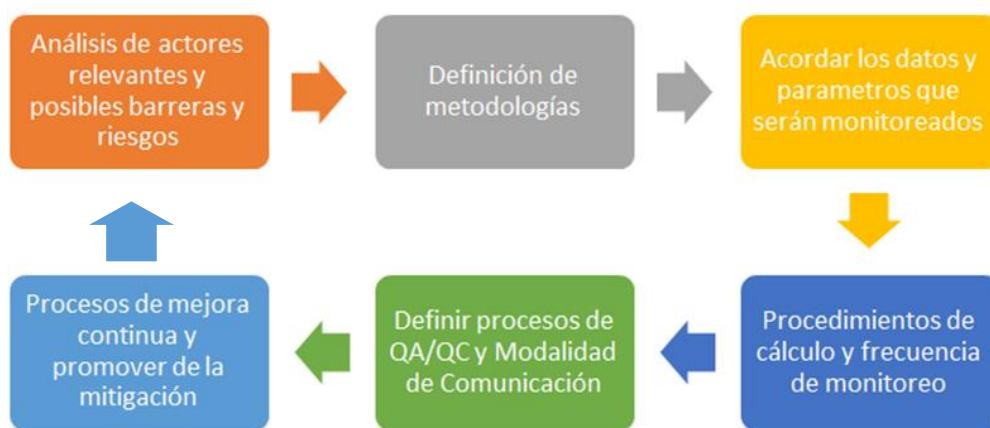 Análisis de actores
relevantes y
posibles barreras y
riesgos
Definición de
metodologías
Acordar los datos y
parametros que
serán monitoreados
Procedimientos de
cálculo y frecuencia
de monitoreo
Definir procesos de
QA/QC y Modalidad
de Comunicación
Procesos de mejora
continua y
promover de la
mitigación